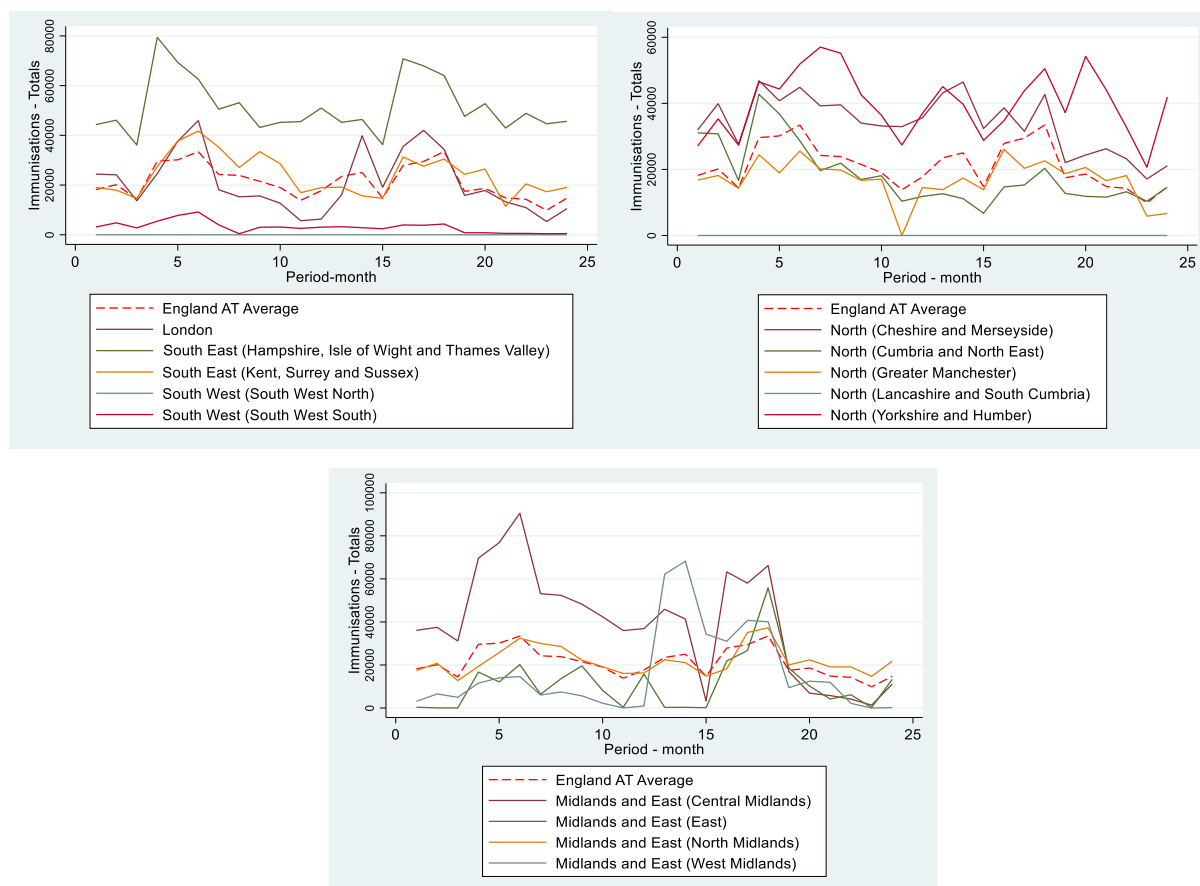 Immunisations - Totals
80000
60000
40000
20000
0
0 5 10 15 20 25
Period-month
England AT Average
London
South East (Hampshire, Isle of Wight and Thames Valley)
South East (Kent, Surrey and Sussex)
South West (South West North)
South West (South West South)
Immunisations - Totals
60000
40000
20000
0
0 5 10 15 20 25
Period - month
England AT Average
North (Cheshire and Merseyside)
North (Cumbria and North East)
North (Greater Manchester)
North (Lancashire and South Cumbria)
North (Yorkshire and Humber)
Immunisations - Totals
100000
80000
60000
40000
20000
0
0 5 10 15 20 25
Period - month
England AT Average
Midlands and East (Central Midlands)
Midlands and East (East)
Midlands and East (North Midlands)
Midlands and East (West Midlands)